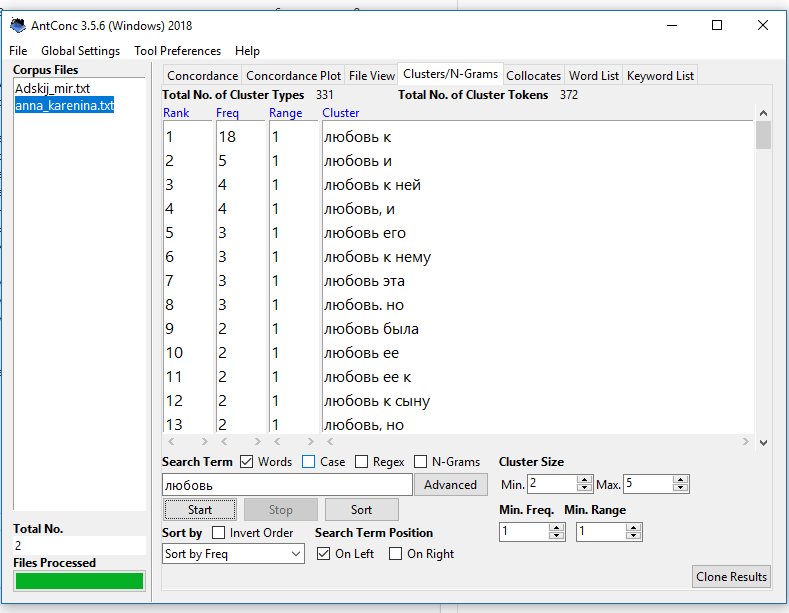 AntConc 3.5.6 (Windows) 2018
File Global Settings Tool Preferences Help
Corpus Files
Adskij_mir.txt
anna_karenina.txt
Concordance Concordance Plot File View Clusters/N-Grams Collocates Word List Keyword List
Total No. of Cluster Types 331 Total No. of Cluster Tokens 372
Rank Freq Range Cluster
1 18 1 любовь к
2 5 1 любовь и
3 4 1 любовь к ней
4 4 1 любовь, и
5 3 1 любовь его
6 3 1 любовь к нему
7 3 1 любовь эта
8 3 1 любовь. но
9 2 1 любовь была
10 2 1 любовь ее
11 2 1 любовь ее к
12 2 1 любовь к сыну
13 2 1 любовь, но
Search Term Words Case Regex N-Grams Cluster Size
любовь Advanced Min. 2 Max. 5
Start Stop Sort Min. Freq. Min. Range
Total No. Sort by Invert Order Search Term Position 1 1
2 Sort by Freq On Left On Right
Files Processed
Clone Results